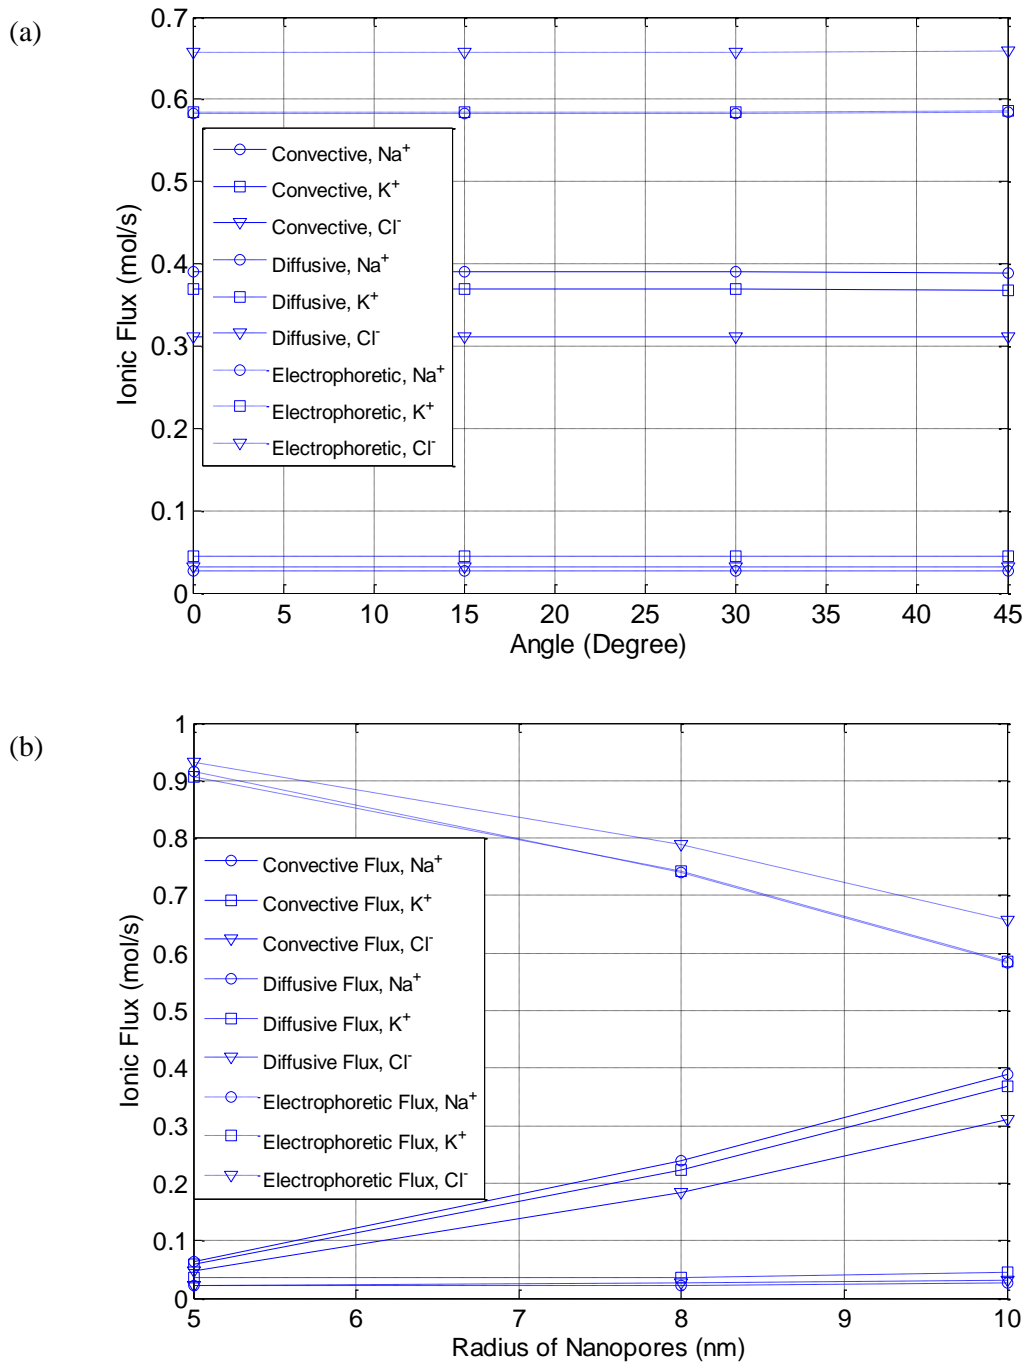 (a)
0.7
0.6
0.5
0.4
0.3
0.2
0.1
0
Ionic Flux (mol/s)
Convective, Na⁺
Convective, K⁺
Convective, Cl⁻
Diffusive, Na⁺
Diffusive, K⁺
Diffusive, Cl⁻
Electrophoretic, Na⁺
Electrophoretic, K⁺
Electrophoretic, Cl⁻
0 5 10 15 20 25 30 35 40 45
Angle (Degree)
(b)
1
0.9
0.8
0.7
0.6
0.5
0.4
0.3
0.2
0.1
0
Ionic Flux (mol/s)
Convective Flux, Na⁺
Convective Flux, K⁺
Convective Flux, Cl⁻
Diffusive Flux, Na⁺
Diffusive Flux, K⁺
Diffusive Flux, Cl⁻
Electrophoretic Flux, Na⁺
Electrophoretic Flux, K⁺
Electrophoretic Flux, Cl⁻
5 6 7 8 9 10
Radius of Nanopores (nm)